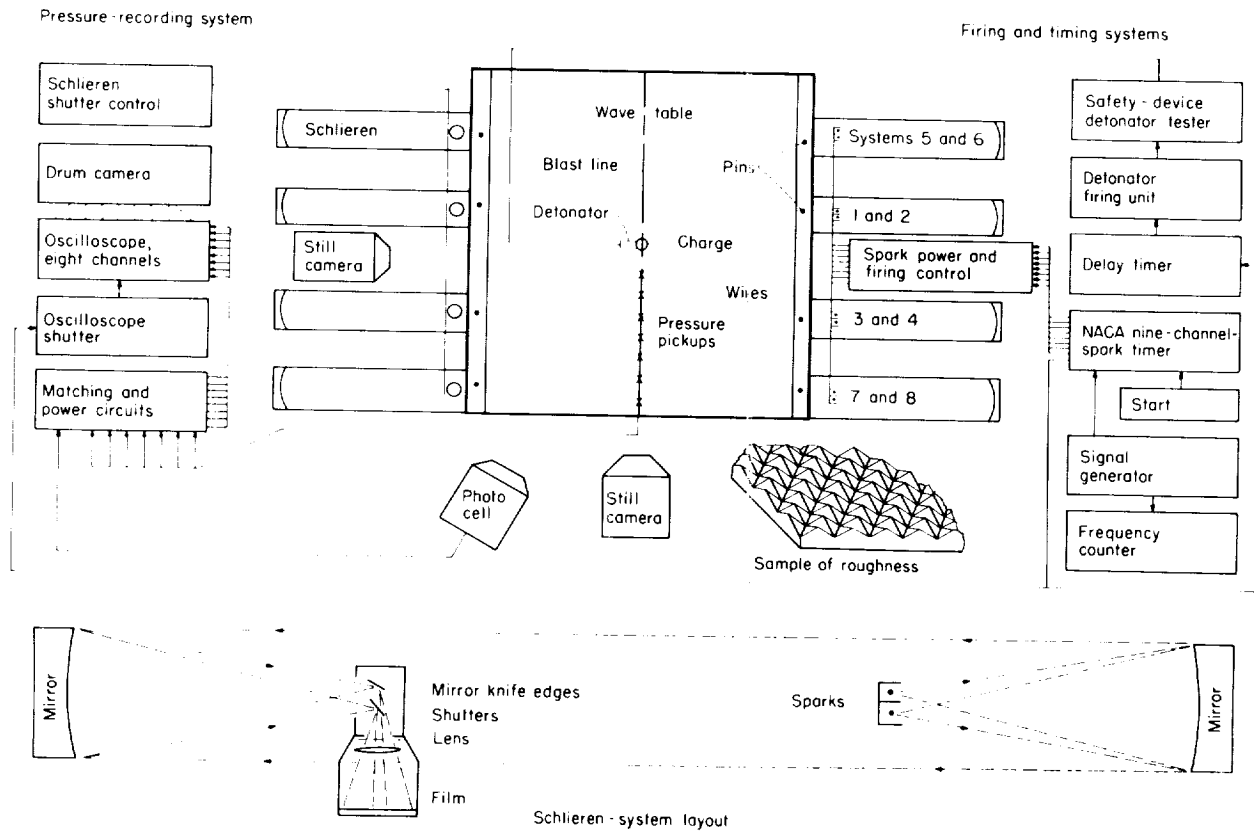 Pressure-recording system
Firing and timing systems
Schlieren
shutter control
Drum camera
Oscilloscope,
eight channels
Oscilloscope
shutter
Matching and
power circuits
Schlieren
Still
camera
Wave table
Blast line
Detonator
Pins
Charge
Wires
Pressure
pickups
Systems 5 and 6
1 and 2
Spark power and
firing control
3 and 4
7 and 8
Safety-device
detonator tester
Detonator
firing unit
Delay timer
NACA nine-channel-
spark timer
Start
Signal
generator
Frequency
counter
Photo
cell
Still
camera
Sample of roughness
Mirror
Mirror knife edges
Shutters
Lens
Film
Sparks
Mirror
Schlieren-system layout